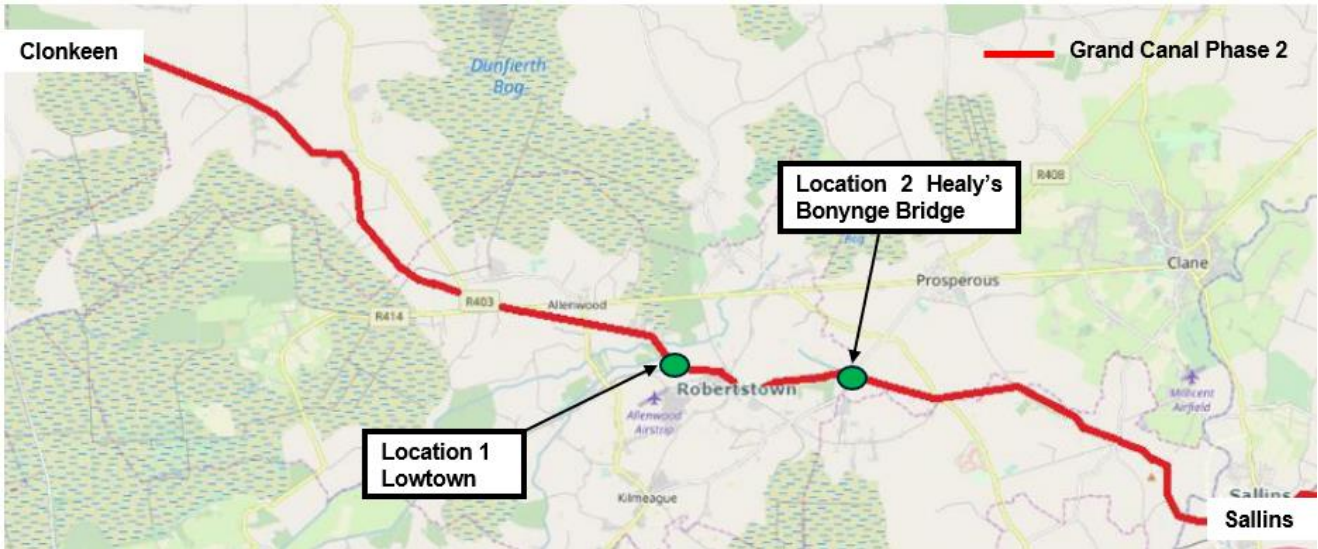 Clonkeen
Grand Canal Phase 2
Dunfierth
Bog
Location 2 Healy's
Bonynge Bridge
R408
Bog
Clane
Prosperous
R403
Allenwood
R414
Robertstown
Millicent
Airfield
Allenwood
Airstrip
Location 1
Lowtown
Kilmeague
Sallins
Sallins